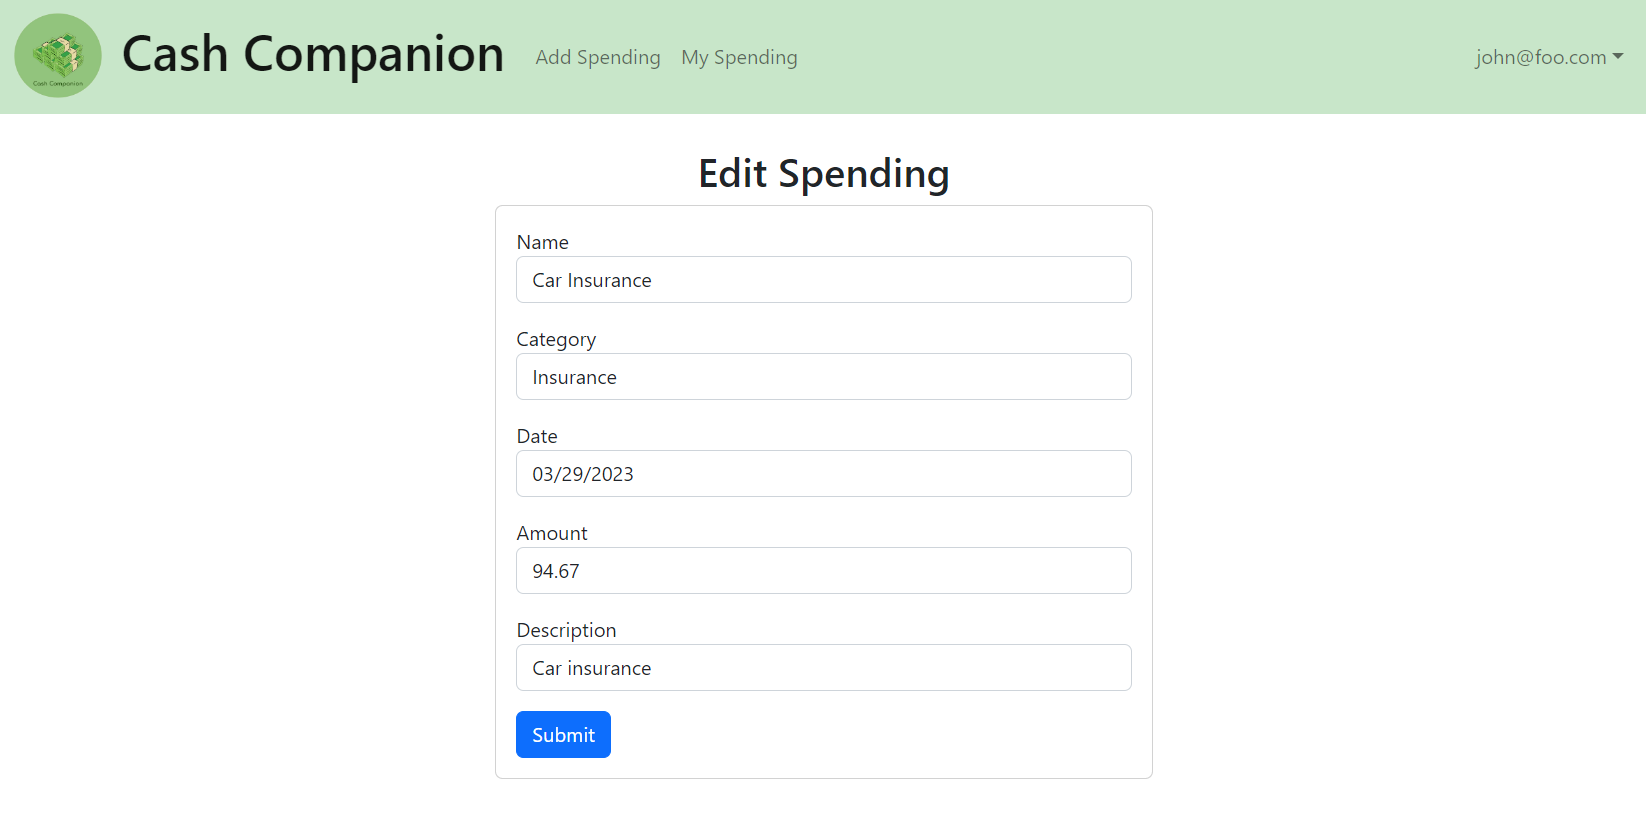 Cash Companion
Cash Companion Add Spending My Spending john@foo.com
Edit Spending
Name
Car Insurance
Category
Insurance
Date
03/29/2023
Amount
94.67
Description
Car insurance
Submit